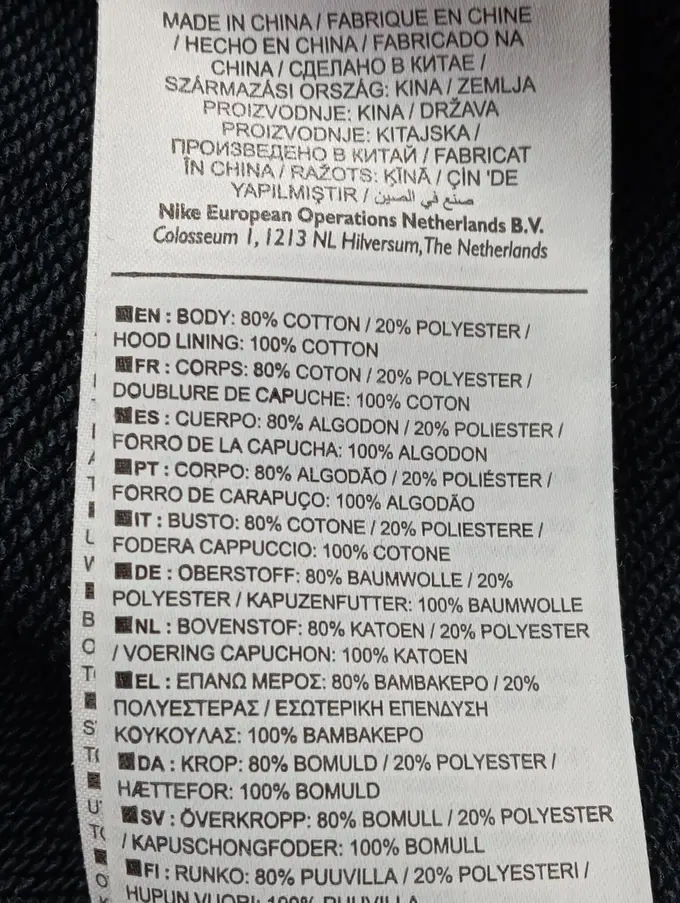 MADE IN CHINA / FABRIQUE EN CHINE
/ HECHO EN CHINA / FABRICADO NA
CHINA / СДЕЛАНО В КИТАЕ /
SZÁRMAZÁSI ORSZÁG: KINA / ZEMLJA
PROIZVODNJE: KINA / DRŽAVA
PROIZVODNJE: KITAJSKA /
ПРОИЗВЕДЕНО В КИТАЙ / FABRICAT
ÎN CHINA / RAŽOTS: ĶĪNĀ / ÇİN 'DE
YAPILMIŞTIR / صنع في الصين
Nike European Operations Netherlands B.V.
Colosseum 1, 1213 NL Hilversum, The Netherlands
EN : BODY: 80% COTTON / 20% POLYESTER /
HOOD LINING: 100% COTTON
FR : CORPS: 80% COTON / 20% POLYESTER /
DOUBLURE DE CAPUCHE: 100% COTON
ES : CUERPO: 80% ALGODON / 20% POLIESTER /
FORRO DE LA CAPUCHA: 100% ALGODON
PT : CORPO: 80% ALGODÃO / 20% POLIÉSTER /
FORRO DE CARAPUÇO: 100% ALGODÃO
IT : BUSTO: 80% COTONE / 20% POLIESTERE /
FODERA CAPPUCCIO: 100% COTONE
DE : OBERSTOFF: 80% BAUMWOLLE / 20%
POLYESTER / KAPUZENFUTTER: 100% BAUMWOLLE
NL : BOVENSTOF: 80% KATOEN / 20% POLYESTER
/ VOERING CAPUCHON: 100% KATOEN
EL : ΕΠΑΝΩ ΜΕΡΟΣ: 80% ΒΑΜΒΑΚΕΡΟ / 20%
ΠΟΛΥΕΣΤΕΡΑΣ / ΕΣΩΤΕΡΙΚΗ ΕΠΕΝΔΥΣΗ
ΚΟΥΚΟΥΛΑΣ: 100% ΒΑΜΒΑΚΕΡΟ
DA : KROP: 80% BOMULD / 20% POLYESTER /
HÆTTEFOR: 100% BOMULD
SV : ÖVERKROPP: 80% BOMULL / 20% POLYESTER
/ KAPUSCHONGFODER: 100% BOMULL
FI : RUNKO: 80% PUUVILLA / 20% POLYESTERI /
HUPUN VUORI: 100% PUUVILLA